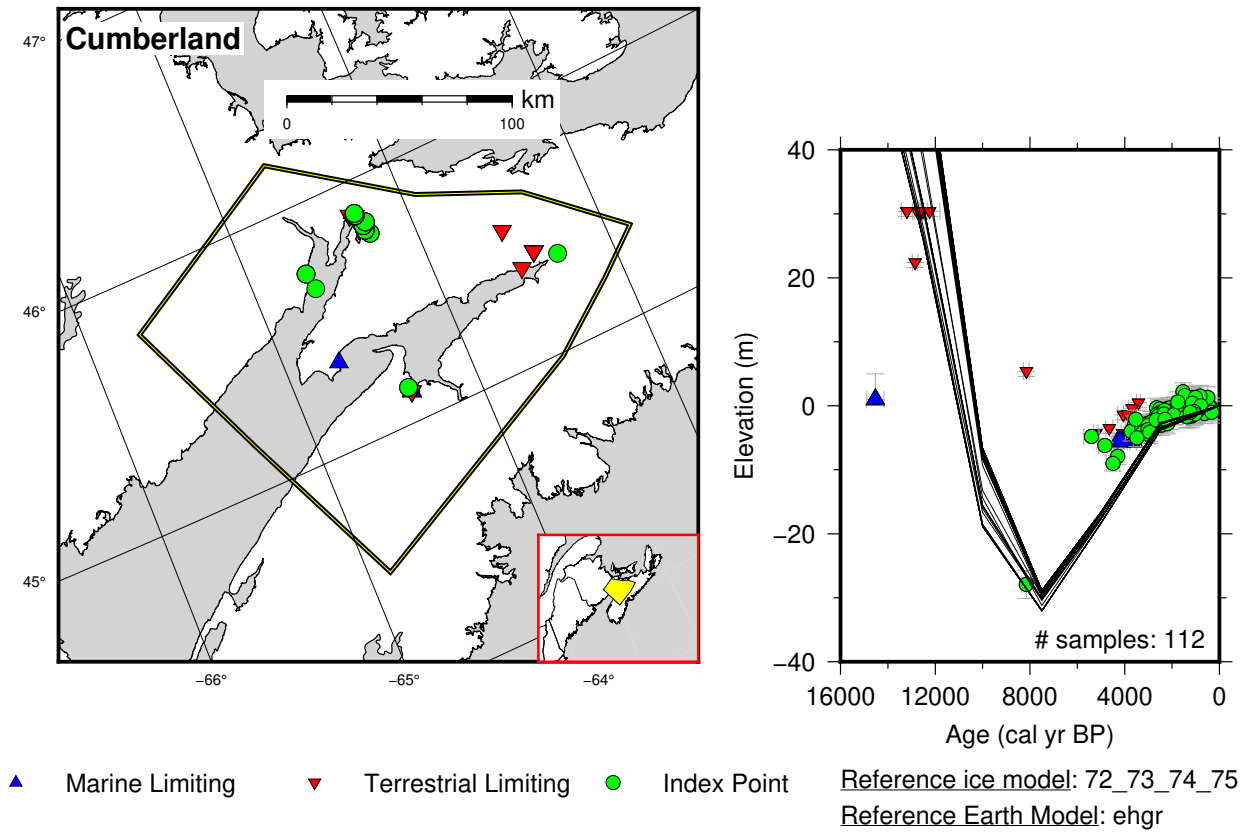 Cumberland
km
0 100
47°
46°
45°
−66° −65° −64°
40
20
0
−20
−40
Elevation (m)
# samples: 112
16000 12000 8000 4000 0
Age (cal yr BP)
Marine Limiting Terrestrial Limiting Index Point
Reference ice model: 72_73_74_75
Reference Earth Model: ehgr